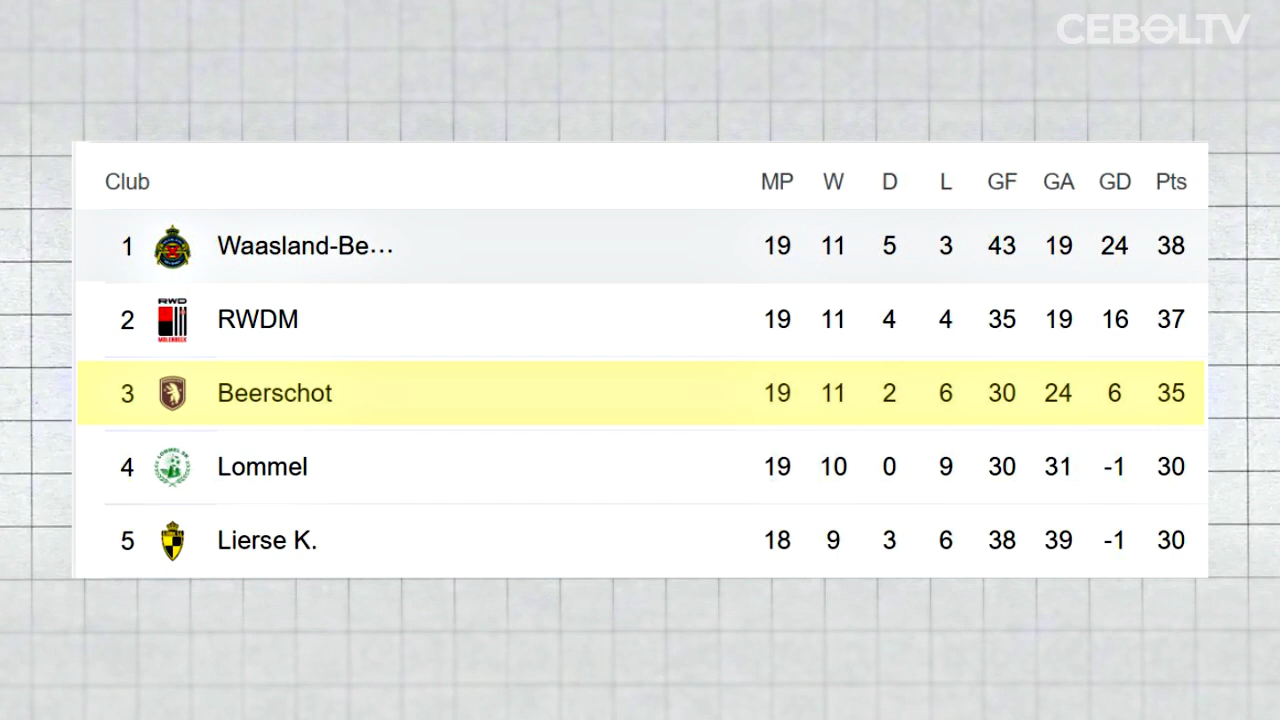 CEBOLTV
Club MP W D L GF GA GD Pts
1 Waasland-Be... 19 11 5 3 43 19 24 38
2 RWD MOLENBEEK RWDM 19 11 4 4 35 19 16 37
3 Beerschot 19 11 2 6 30 24 6 35
4 Lommel 19 10 0 9 30 31 -1 30
5 Lierse K. 18 9 3 6 38 39 -1 30